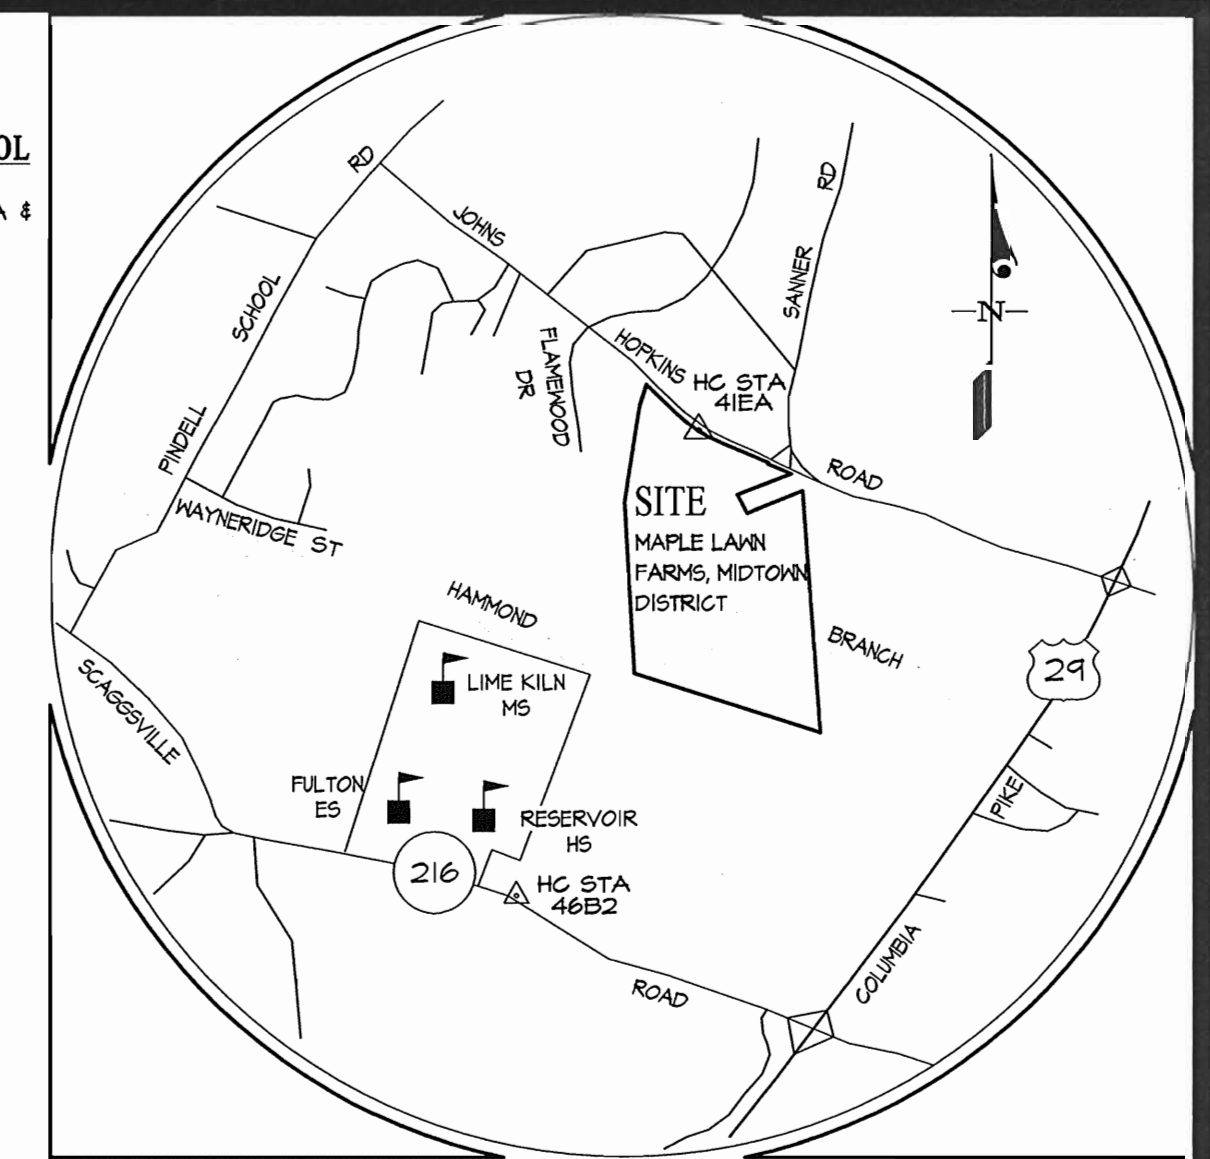 OL
A &
RD
JOHNS
SCHOOL
PINDELL
WAYNERIDGE ST
FLAMEWOOD
DR
HOPKINS
SANNER
RD
HC STA
41EA
ROAD
N
SITE
MAPLE LAWN
FARMS, MIDTOWN
DISTRICT
HAMMOND
BRANCH
29
SCAGGSVILLE
LIME KILN
MS
FULTON
ES
RESERVOIR
HS
216
HC STA
46B2
ROAD
PIKE
COLUMBIA